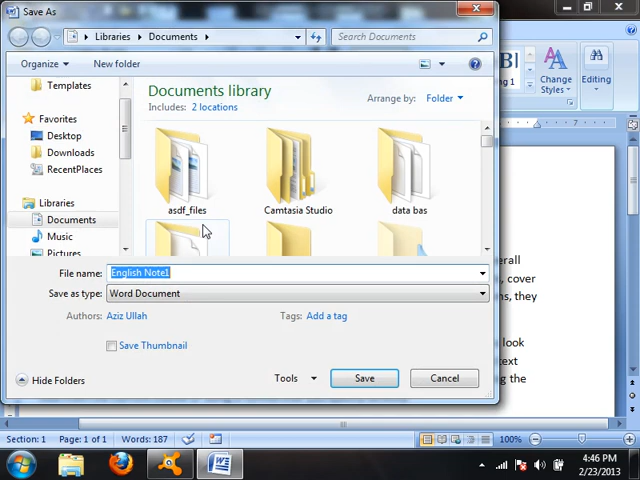 Save As
Libraries
Documents
Search Documents
Organize
New folder
Templates
Favorites
Desktop
Downloads
RecentPlaces
Libraries
Documents
Music
Pictures
Documents library
Includes: 2 locations
Arrange by: Folder
asdf_files
Camtasia Studio
data bas
File name: English Note1
Save as type: Word Document
Authors: Aziz Ullah
Tags: Add a tag
Save Thumbnail
Hide Folders
Tools
Save
Cancel
Change
Styles
Editing
ng 1
7
erall
, cover
ns, they
look
text
g the
Section: 1
Page: 1 of 1
Words: 187
100%
4:46 PM
2/23/2013